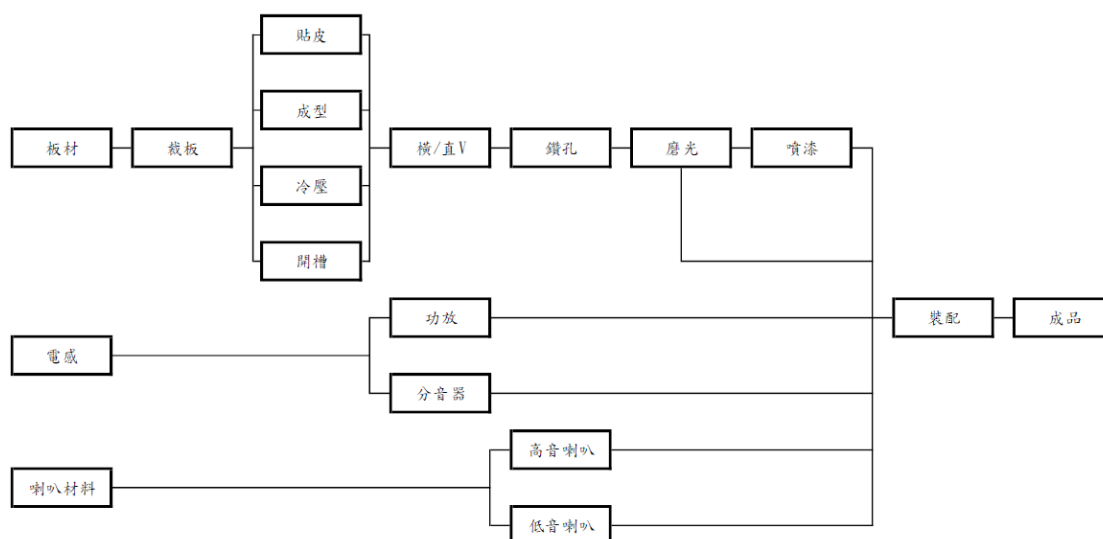 貼皮
成型
板材
裁板
橫/直V
鑽孔
磨光
噴漆
冷壓
開槽
功放
裝配
成品
電感
分音器
高音喇叭
喇叭材料
低音喇叭